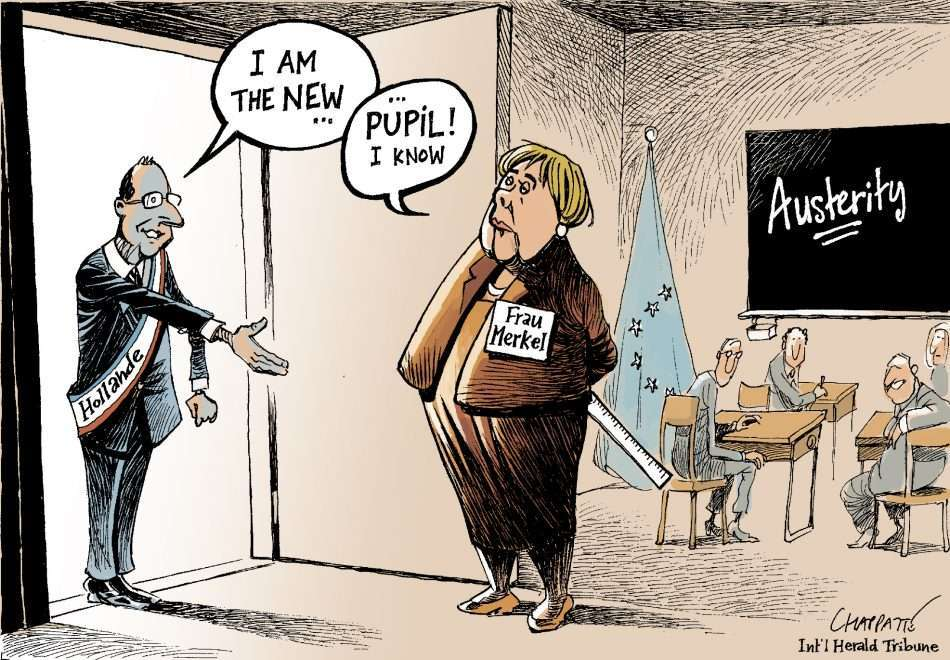 I AM
THE NEW
...
...
PUPIL!
I KNOW
Austerity
Frau
Merkel
Hollande
CHAPPATTE
Int'l Herald Tribune